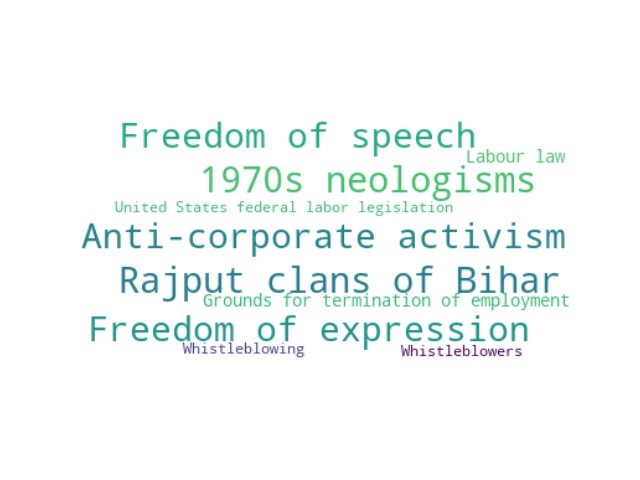 Freedom of speech
Labour law
1970s neologisms
United States federal labor legislation
Anti-corporate activism
Rajput clans of Bihar
Grounds for termination of employment
Freedom of expression
Whistleblowing
Whistleblowers